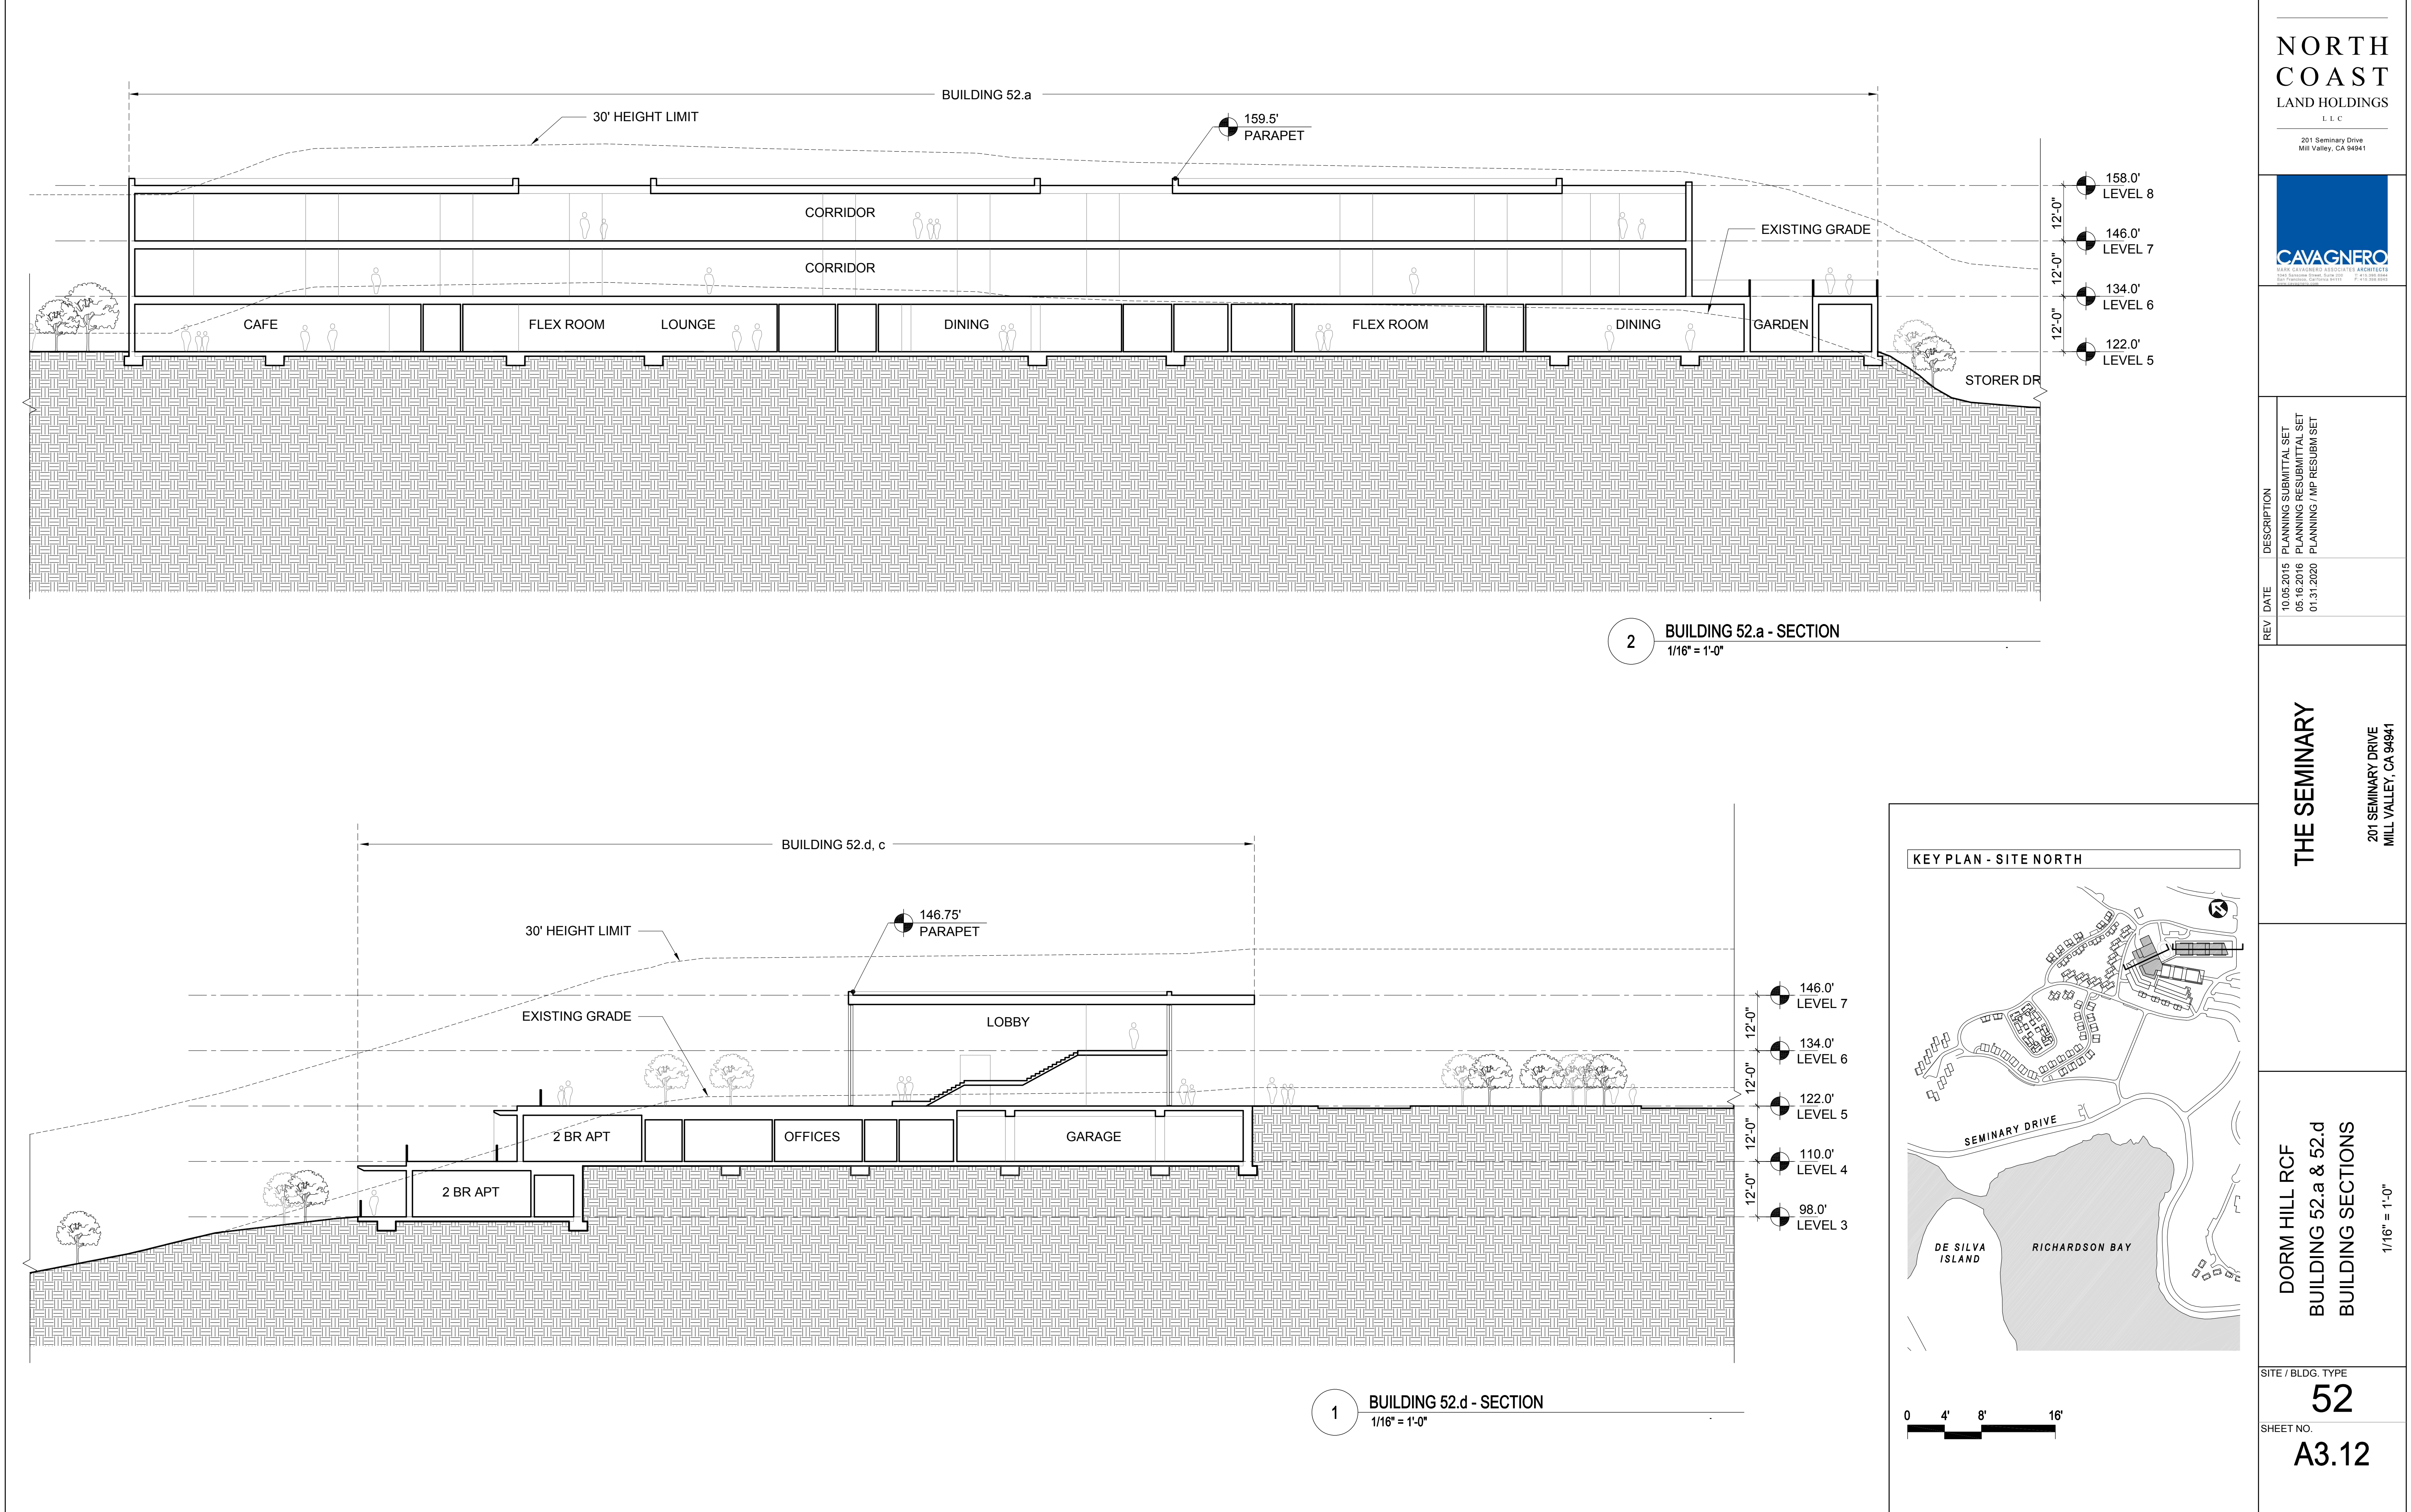 BUILDING 52.a
30' HEIGHT LIMIT
159.5'
PARAPET
158.0'
LEVEL 8
12'-0"
CORRIDOR
EXISTING GRADE
146.0'
LEVEL 7
12'-0"
CORRIDOR
134.0'
LEVEL 6
12'-0"
CAFE
FLEX ROOM
LOUNGE
DINING
FLEX ROOM
DINING
GARDEN
122.0'
LEVEL 5
STORER DR
2
BUILDING 52.a - SECTION
1/16" = 1'-0"
BUILDING 52.d, c
30' HEIGHT LIMIT
146.75'
PARAPET
146.0'
LEVEL 7
12'-0"
EXISTING GRADE
LOBBY
134.0'
LEVEL 6
12'-0"
122.0'
LEVEL 5
12'-0"
2 BR APT
OFFICES
GARAGE
110.0'
LEVEL 4
12'-0"
2 BR APT
98.0'
LEVEL 3
1
BUILDING 52.d - SECTION
1/16" = 1'-0"
KEY PLAN - SITE NORTH
SEMINARY DRIVE
DE SILVA
ISLAND
RICHARDSON BAY
0 4' 8' 16'
NORTH
COAST
LAND HOLDINGS
LLC
201 Seminary Drive
Mill Valley, CA 94941
CAVAGNERO
MARK CAVAGNERO ASSOCIATES ARCHITECTS
REV DATE DESCRIPTION
10.05.2015 PLANNING SUBMITTAL SET
05.16.2016 PLANNING RESUBMITTAL SET
01.31.2020 PLANNING / MP RESUBM SET
THE SEMINARY
201 SEMINARY DRIVE
MILL VALLEY, CA 94941
DORM HILL RCF
BUILDING 52.a & 52.d
BUILDING SECTIONS
1/16" = 1'-0"
SITE / BLDG. TYPE
52
SHEET NO.
A3.12